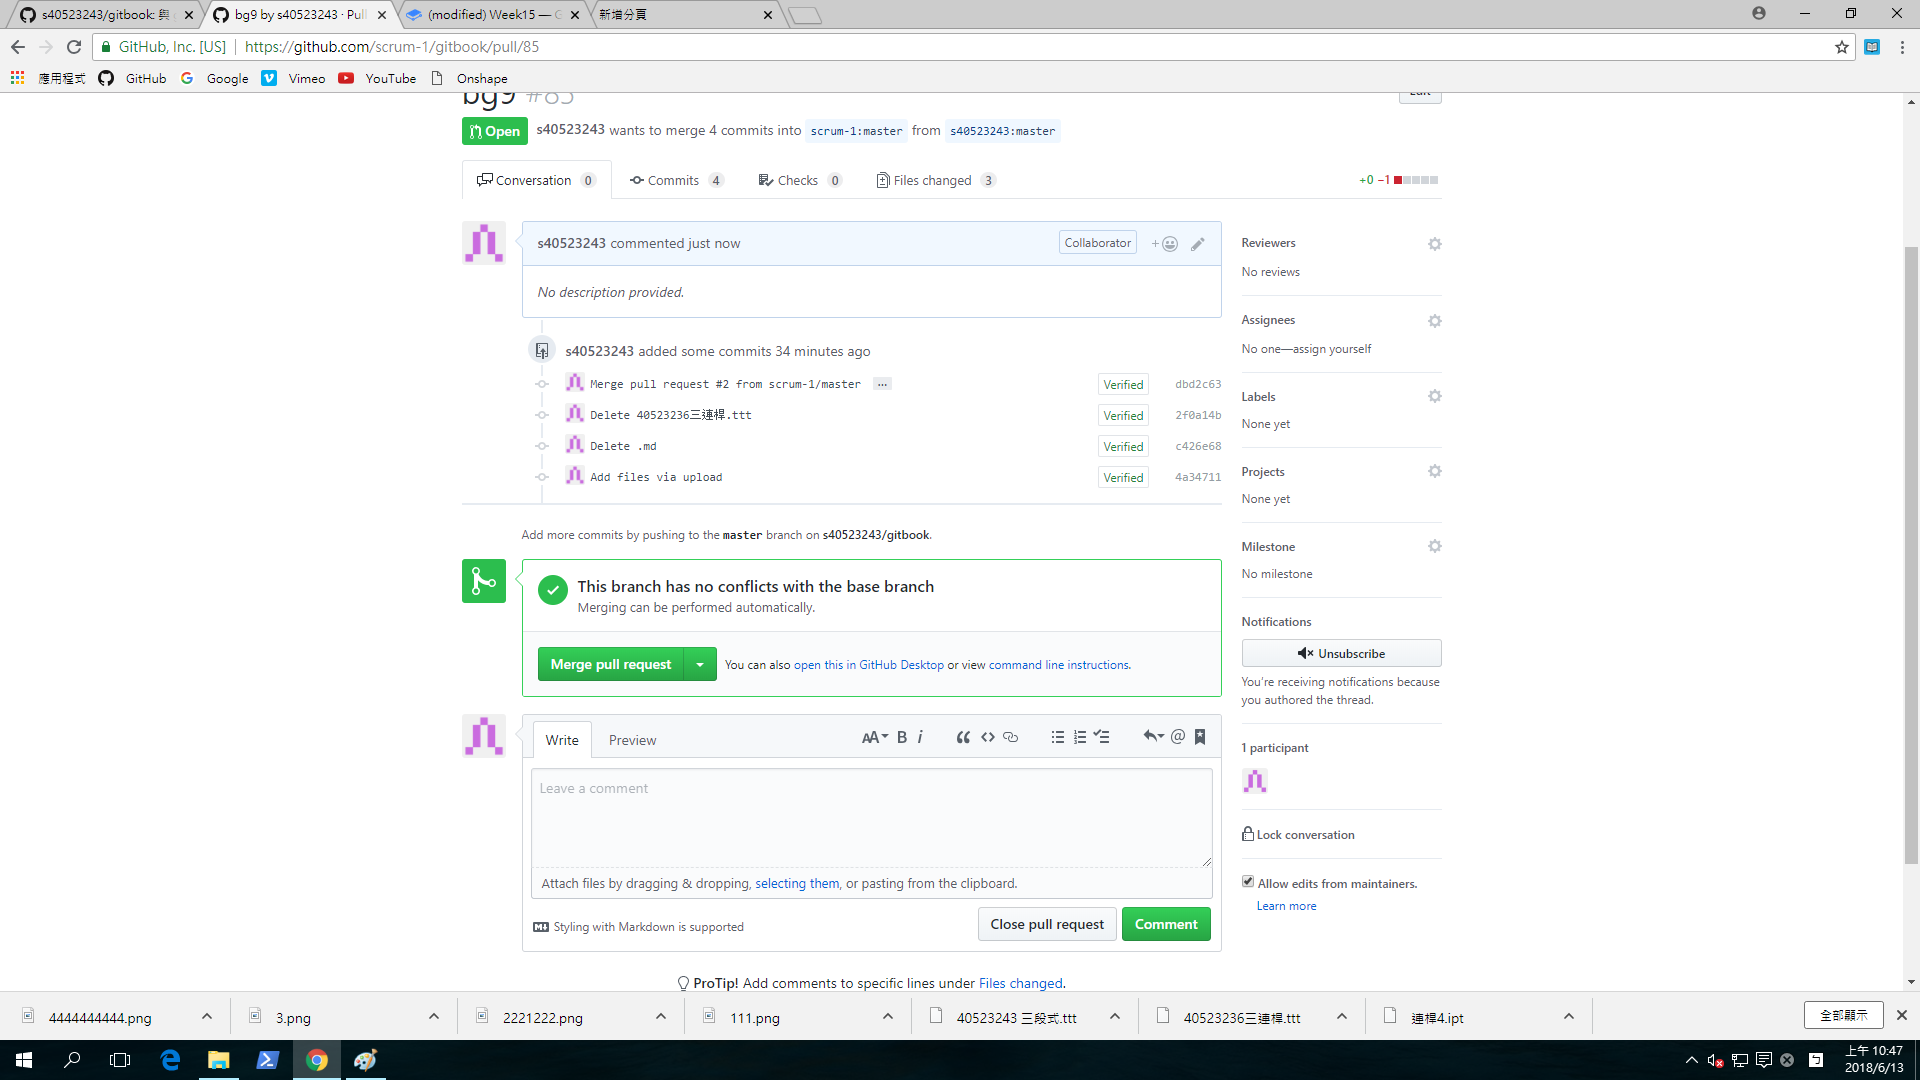 s40523243/gitbook: 與
bg9 by s40523243 · Pull
(modified) Week15 — G
新增分頁
GitHub, Inc. [US]
https://github.com/scrum-1/gitbook/pull/85
應用程式
GitHub
Google
Vimeo
YouTube
Onshape
bg9 #85
Edit
Open
s40523243 wants to merge 4 commits into scrum-1:master from s40523243:master
Conversation 0
Commits 4
Checks 0
Files changed 3
+0 −1
s40523243 commented just now
Collaborator
No description provided.
s40523243 added some commits 34 minutes ago
Merge pull request #2 from scrum-1/master … Verified dbd2c63
Delete 40523236三連桿.ttt Verified 2f0a14b
Delete .md Verified c426e68
Add files via upload Verified 4a34711
Add more commits by pushing to the master branch on s40523243/gitbook.
This branch has no conflicts with the base branch
Merging can be performed automatically.
Merge pull request
You can also open this in GitHub Desktop or view command line instructions.
Write
Preview
AA B i
Leave a comment
Attach files by dragging & dropping, selecting them, or pasting from the clipboard.
Styling with Markdown is supported
Close pull request
Comment
ProTip! Add comments to specific lines under Files changed.
Reviewers
No reviews
Assignees
No one—assign yourself
Labels
None yet
Projects
None yet
Milestone
No milestone
Notifications
Unsubscribe
You're receiving notifications because
you authored the thread.
1 participant
Lock conversation
Allow edits from maintainers.
Learn more
4444444444.png
3.png
2221222.png
111.png
40523243 三段式.ttt
40523236三連桿.ttt
連桿4.ipt
全部顯示
上午 10:47
2018/6/13